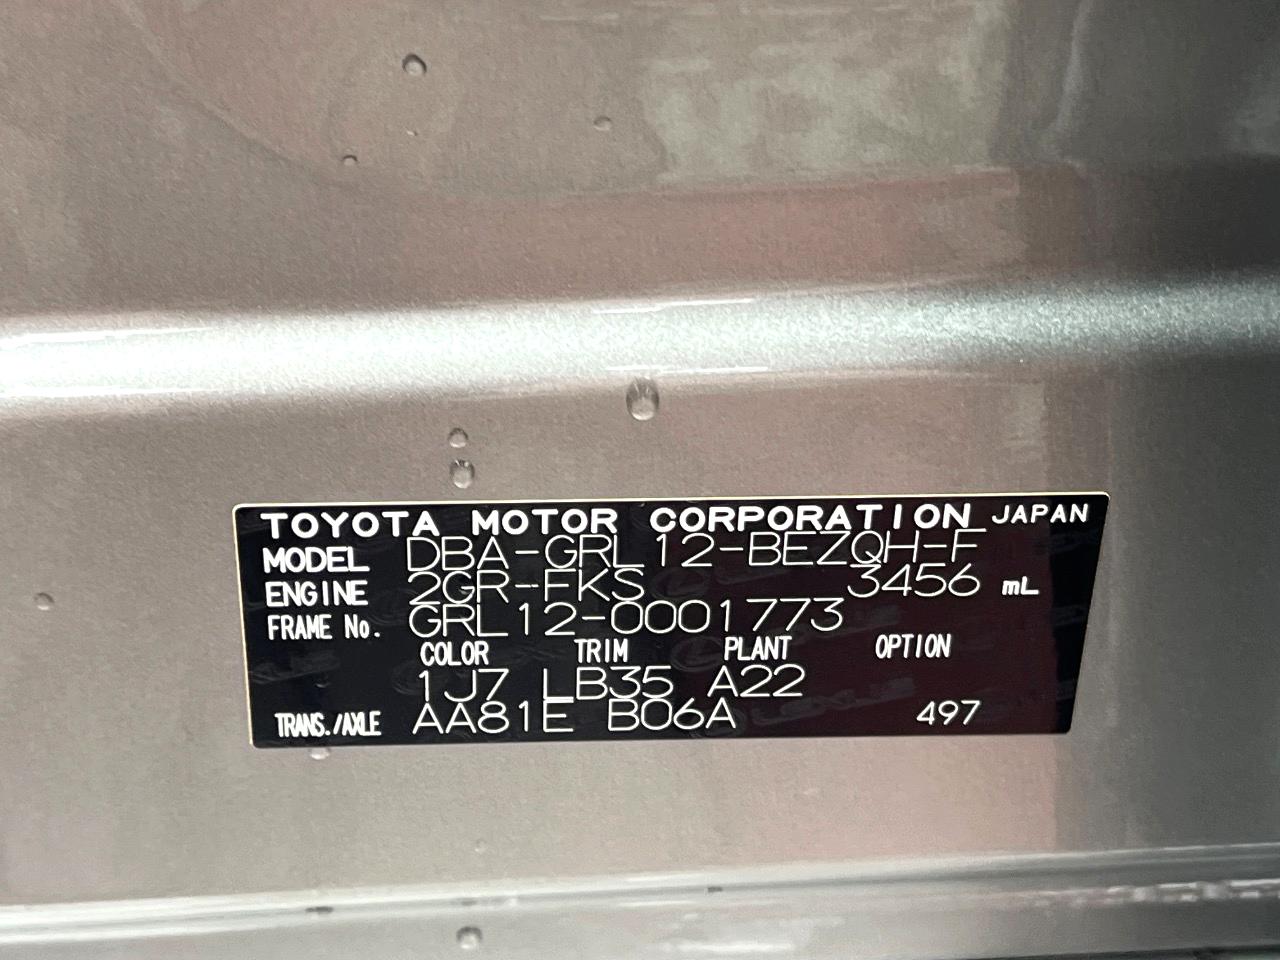 TOYOTA MOTOR CORPORATION JAPAN
MODEL DBA-GRL12-BEZQH-F
ENGINE 2GR-FKS 3456 mL
FRAME No. GRL12-0001773
COLOR TRIM PLANT OPTION
1J7 LB35 A22
TRANS./AXLE AA81E B06A 497